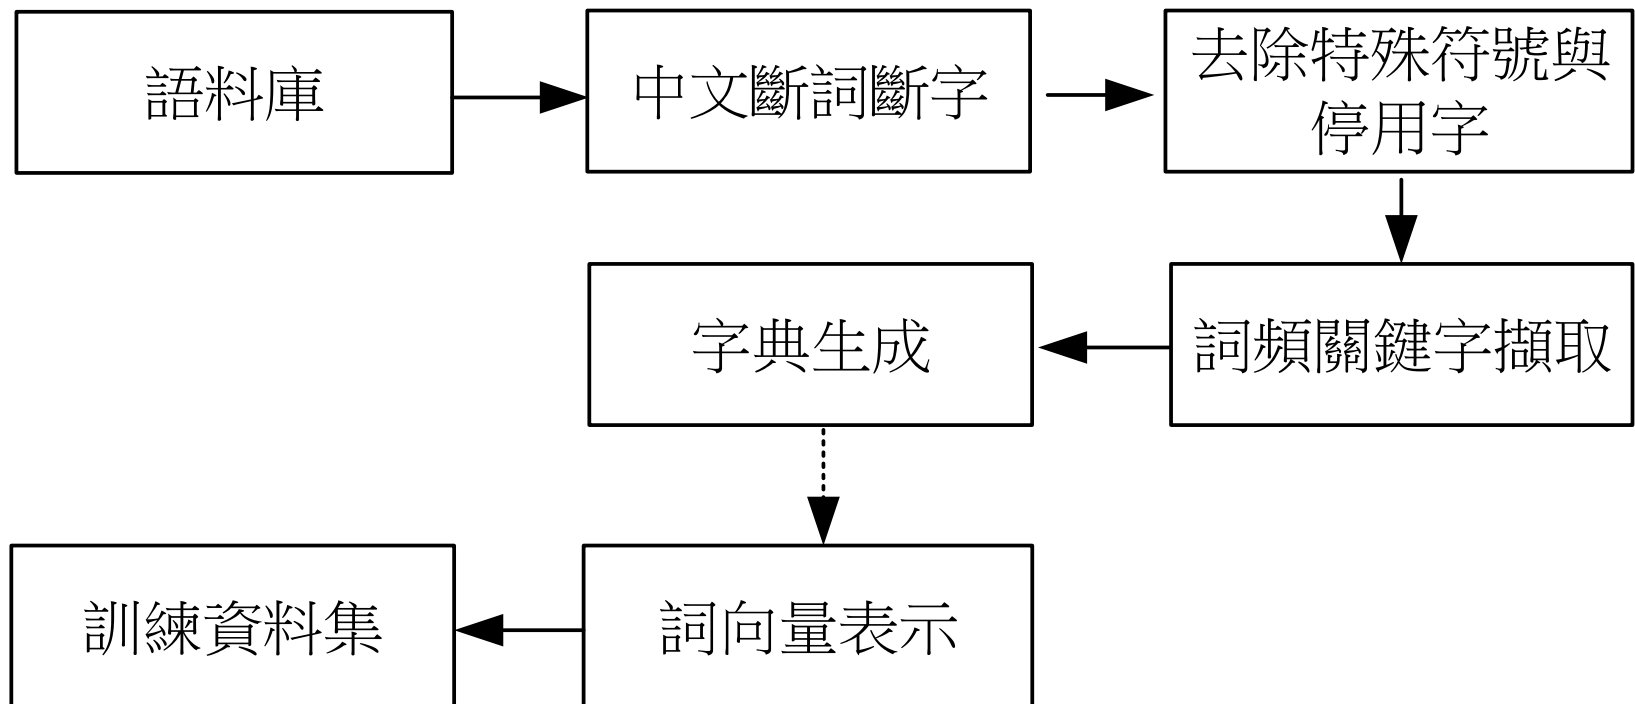 語料庫
中文斷詞斷字
去除特殊符號與
停用字
詞頻關鍵字擷取
字典生成
詞向量表示
訓練資料集